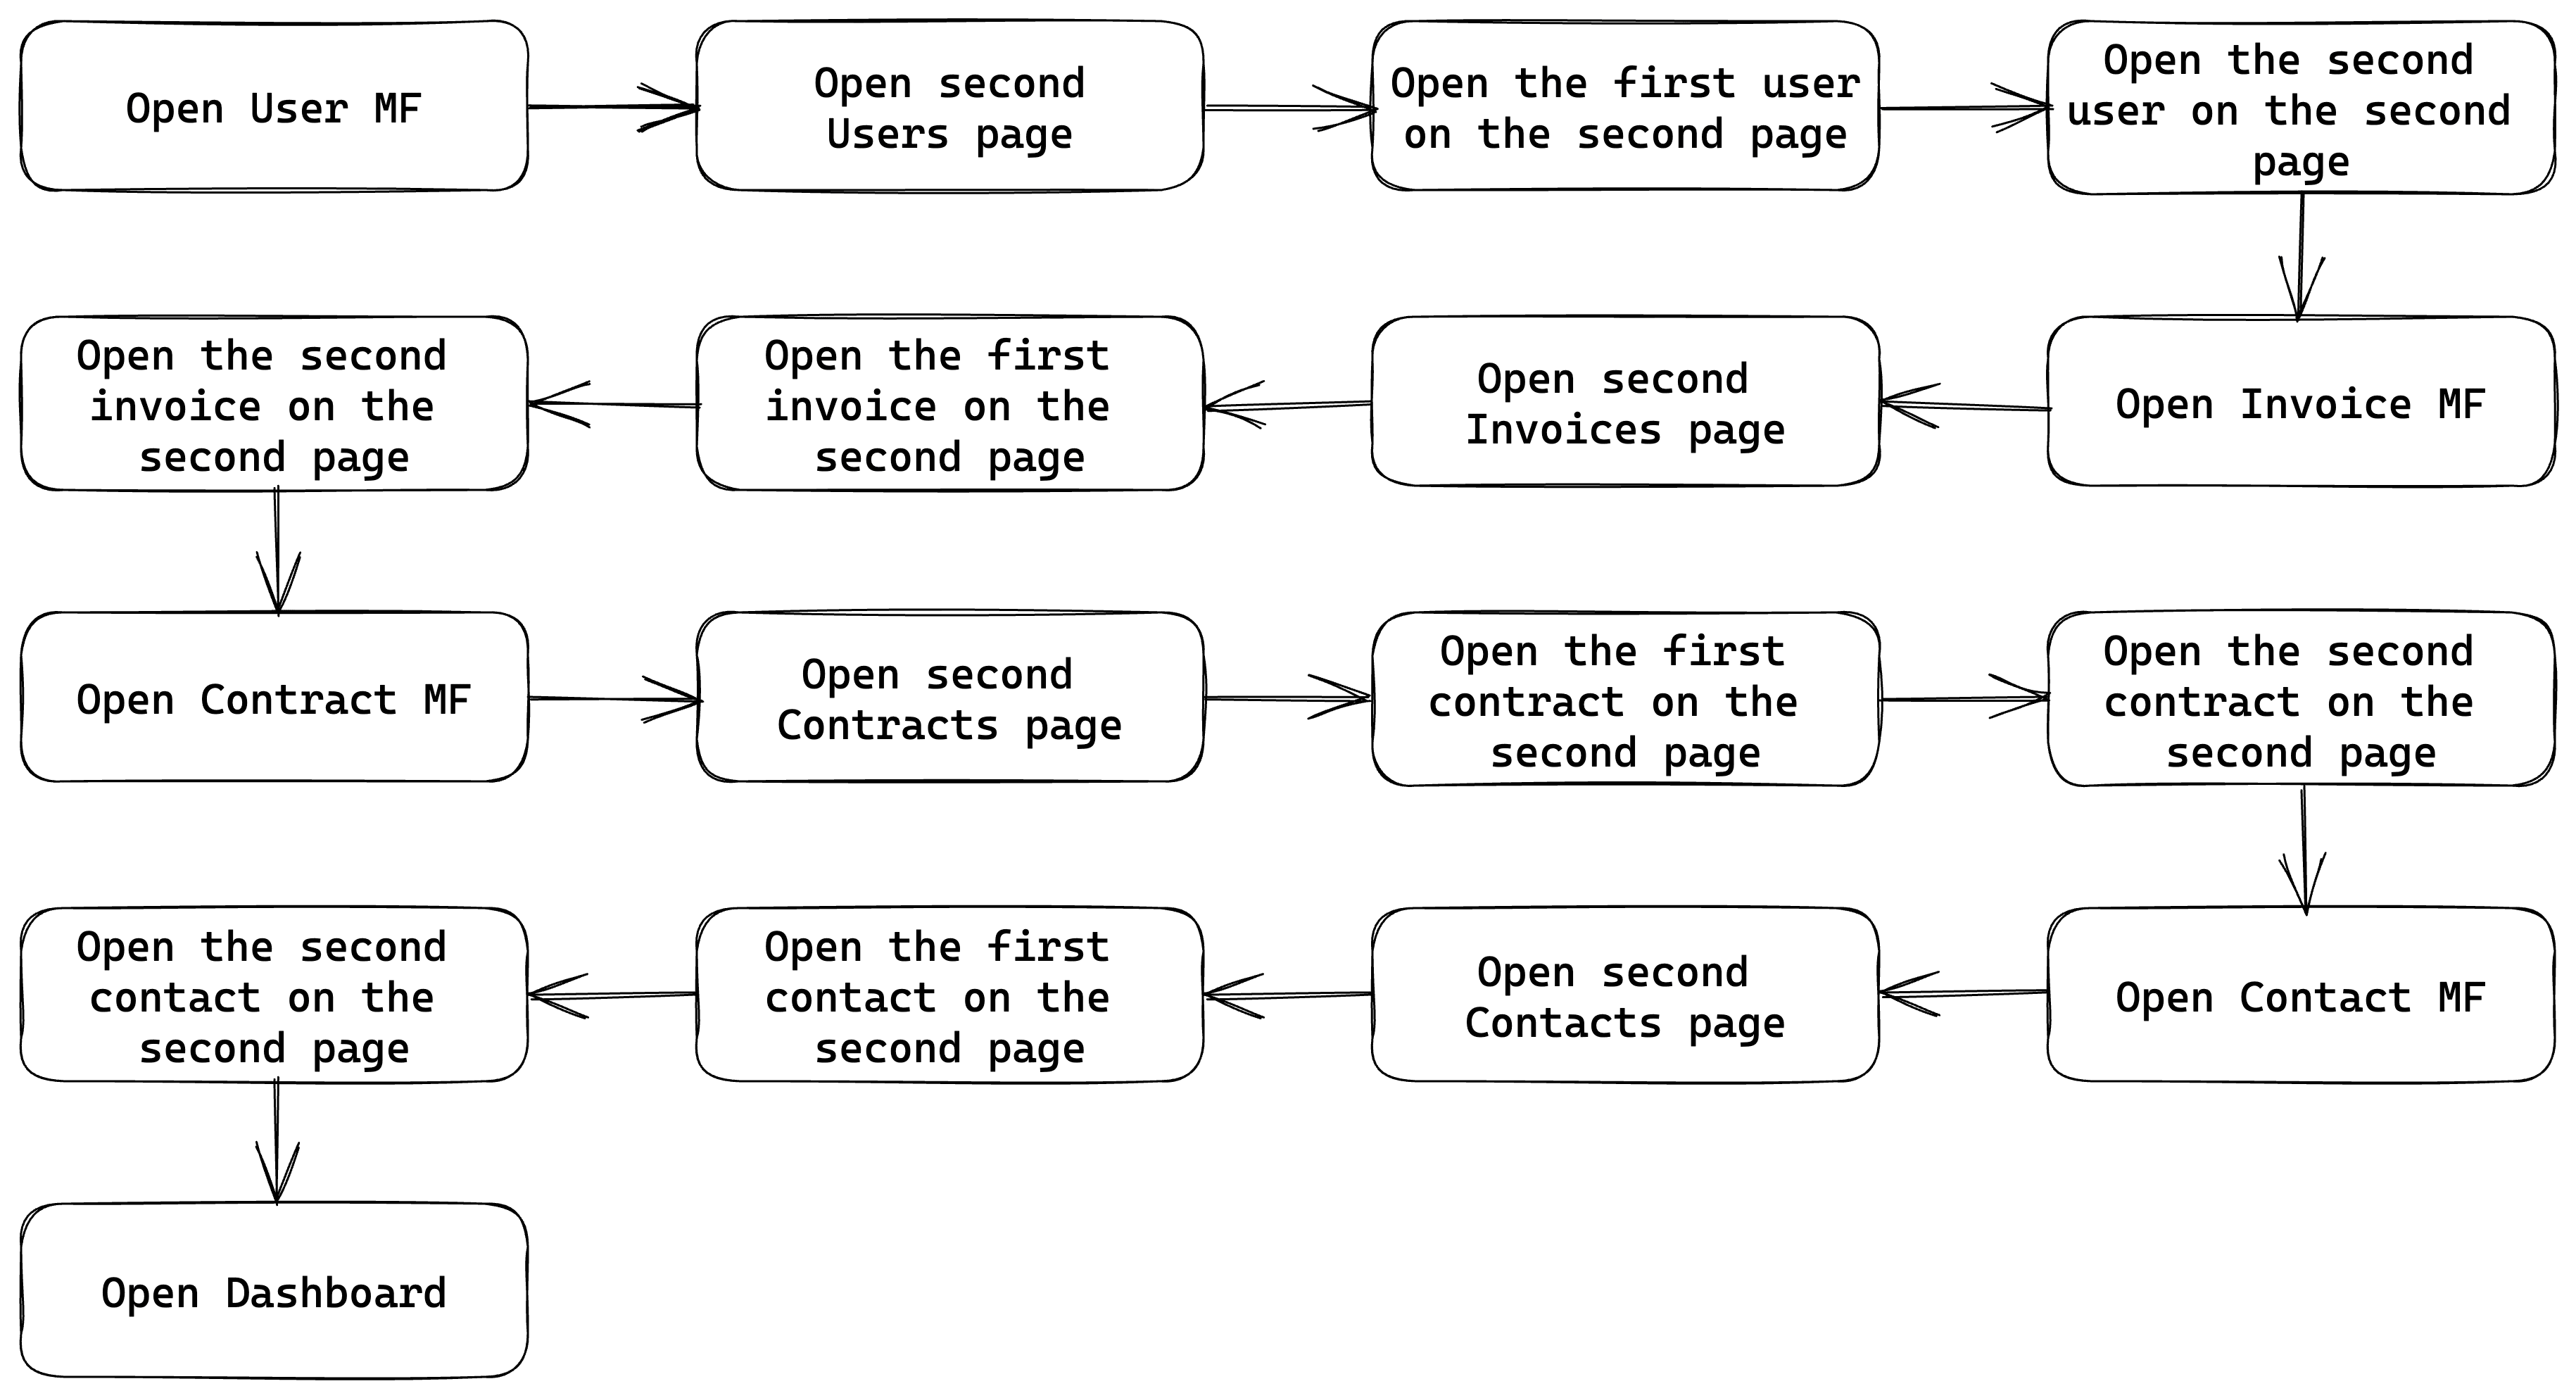 Open User MF
Open second
Users page
Open the first user
on the second page
Open the second
user on the second
page
Open Invoice MF
Open second
Invoices page
Open the first
invoice on the
second page
Open the second
invoice on the
second page
Open Contract MF
Open second
Contracts page
Open the first
contract on the
second page
Open the second
contract on the
second page
Open Contact MF
Open second
Contacts page
Open the first
contact on the
second page
Open the second
contact on the
second page
Open Dashboard